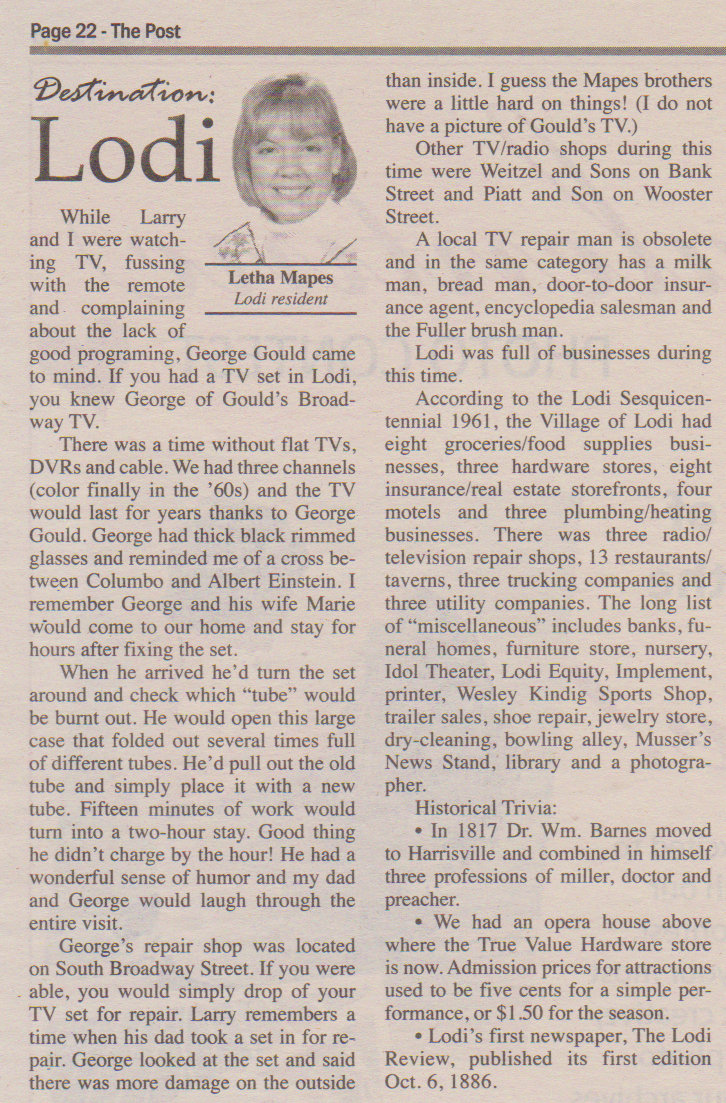 Page 22 - The Post
Destination:
Lodi
Letha Mapes
Lodi resident
While Larry
and I were watch-
ing TV, fussing
with the remote
and complaining
about the lack of
good programing, George Gould came
to mind. If you had a TV set in Lodi,
you knew George of Gould's Broad-
way TV.
There was a time without flat TVs,
DVRs and cable. We had three channels
(color finally in the '60s) and the TV
would last for years thanks to George
Gould. George had thick black rimmed
glasses and reminded me of a cross be-
tween Columbo and Albert Einstein. I
remember George and his wife Marie
would come to our home and stay for
hours after fixing the set.
When he arrived he'd turn the set
around and check which “tube” would
be burnt out. He would open this large
case that folded out several times full
of different tubes. He'd pull out the old
tube and simply place it with a new
tube. Fifteen minutes of work would
turn into a two-hour stay. Good thing
he didn't charge by the hour! He had a
wonderful sense of humor and my dad
and George would laugh through the
entire visit.
George's repair shop was located
on South Broadway Street. If you were
able, you would simply drop of your
TV set for repair. Larry remembers a
time when his dad took a set in for re-
pair. George looked at the set and said
there was more damage on the outside
than inside. I guess the Mapes brothers
were a little hard on things! (I do not
have a picture of Gould's TV.)
Other TV/radio shops during this
time were Weitzel and Sons on Bank
Street and Piatt and Son on Wooster
Street.
A local TV repair man is obsolete
and in the same category has a milk
man, bread man, door-to-door insur-
ance agent, encyclopedia salesman and
the Fuller brush man.
Lodi was full of businesses during
this time.
According to the Lodi Sesquicen-
tennial 1961, the Village of Lodi had
eight groceries/food supplies busi-
nesses, three hardware stores, eight
insurance/real estate storefronts, four
motels and three plumbing/heating
businesses. There was three radio/
television repair shops, 13 restaurants/
taverns, three trucking companies and
three utility companies. The long list
of “miscellaneous” includes banks, fu-
neral homes, furniture store, nursery,
Idol Theater, Lodi Equity, Implement,
printer, Wesley Kindig Sports Shop,
trailer sales, shoe repair, jewelry store,
dry-cleaning, bowling alley, Musser's
News Stand, library and a photogra-
pher.
Historical Trivia:
• In 1817 Dr. Wm. Barnes moved
to Harrisville and combined in himself
three professions of miller, doctor and
preacher.
• We had an opera house above
where the True Value Hardware store
is now. Admission prices for attractions
used to be five cents for a simple per-
formance, or $1.50 for the season.
• Lodi's first newspaper, The Lodi
Review, published its first edition
Oct. 6, 1886.